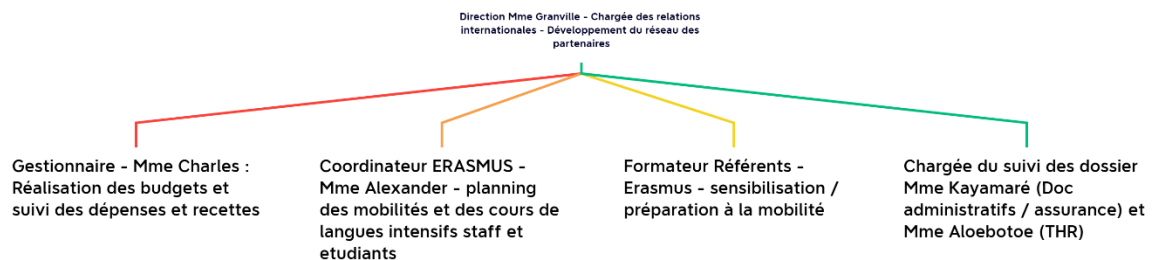 Direction Mme Granville - Chargée des relations
internationales - Développement du réseau des
partenaires
Gestionnaire - Mme Charles :
Réalisation des budgets et
suivi des dépenses et recettes
Coordinateur ERASMUS -
Mme Alexander - planning
des mobilités et des cours de
langues intensifs staff et
etudiants
Formateur Référents -
Erasmus - sensibilisation /
préparation à la mobilité
Chargée du suivi des dossier
Mme Kayamaré (Doc
administratifs / assurance) et
Mme Aloebotoe (THR)